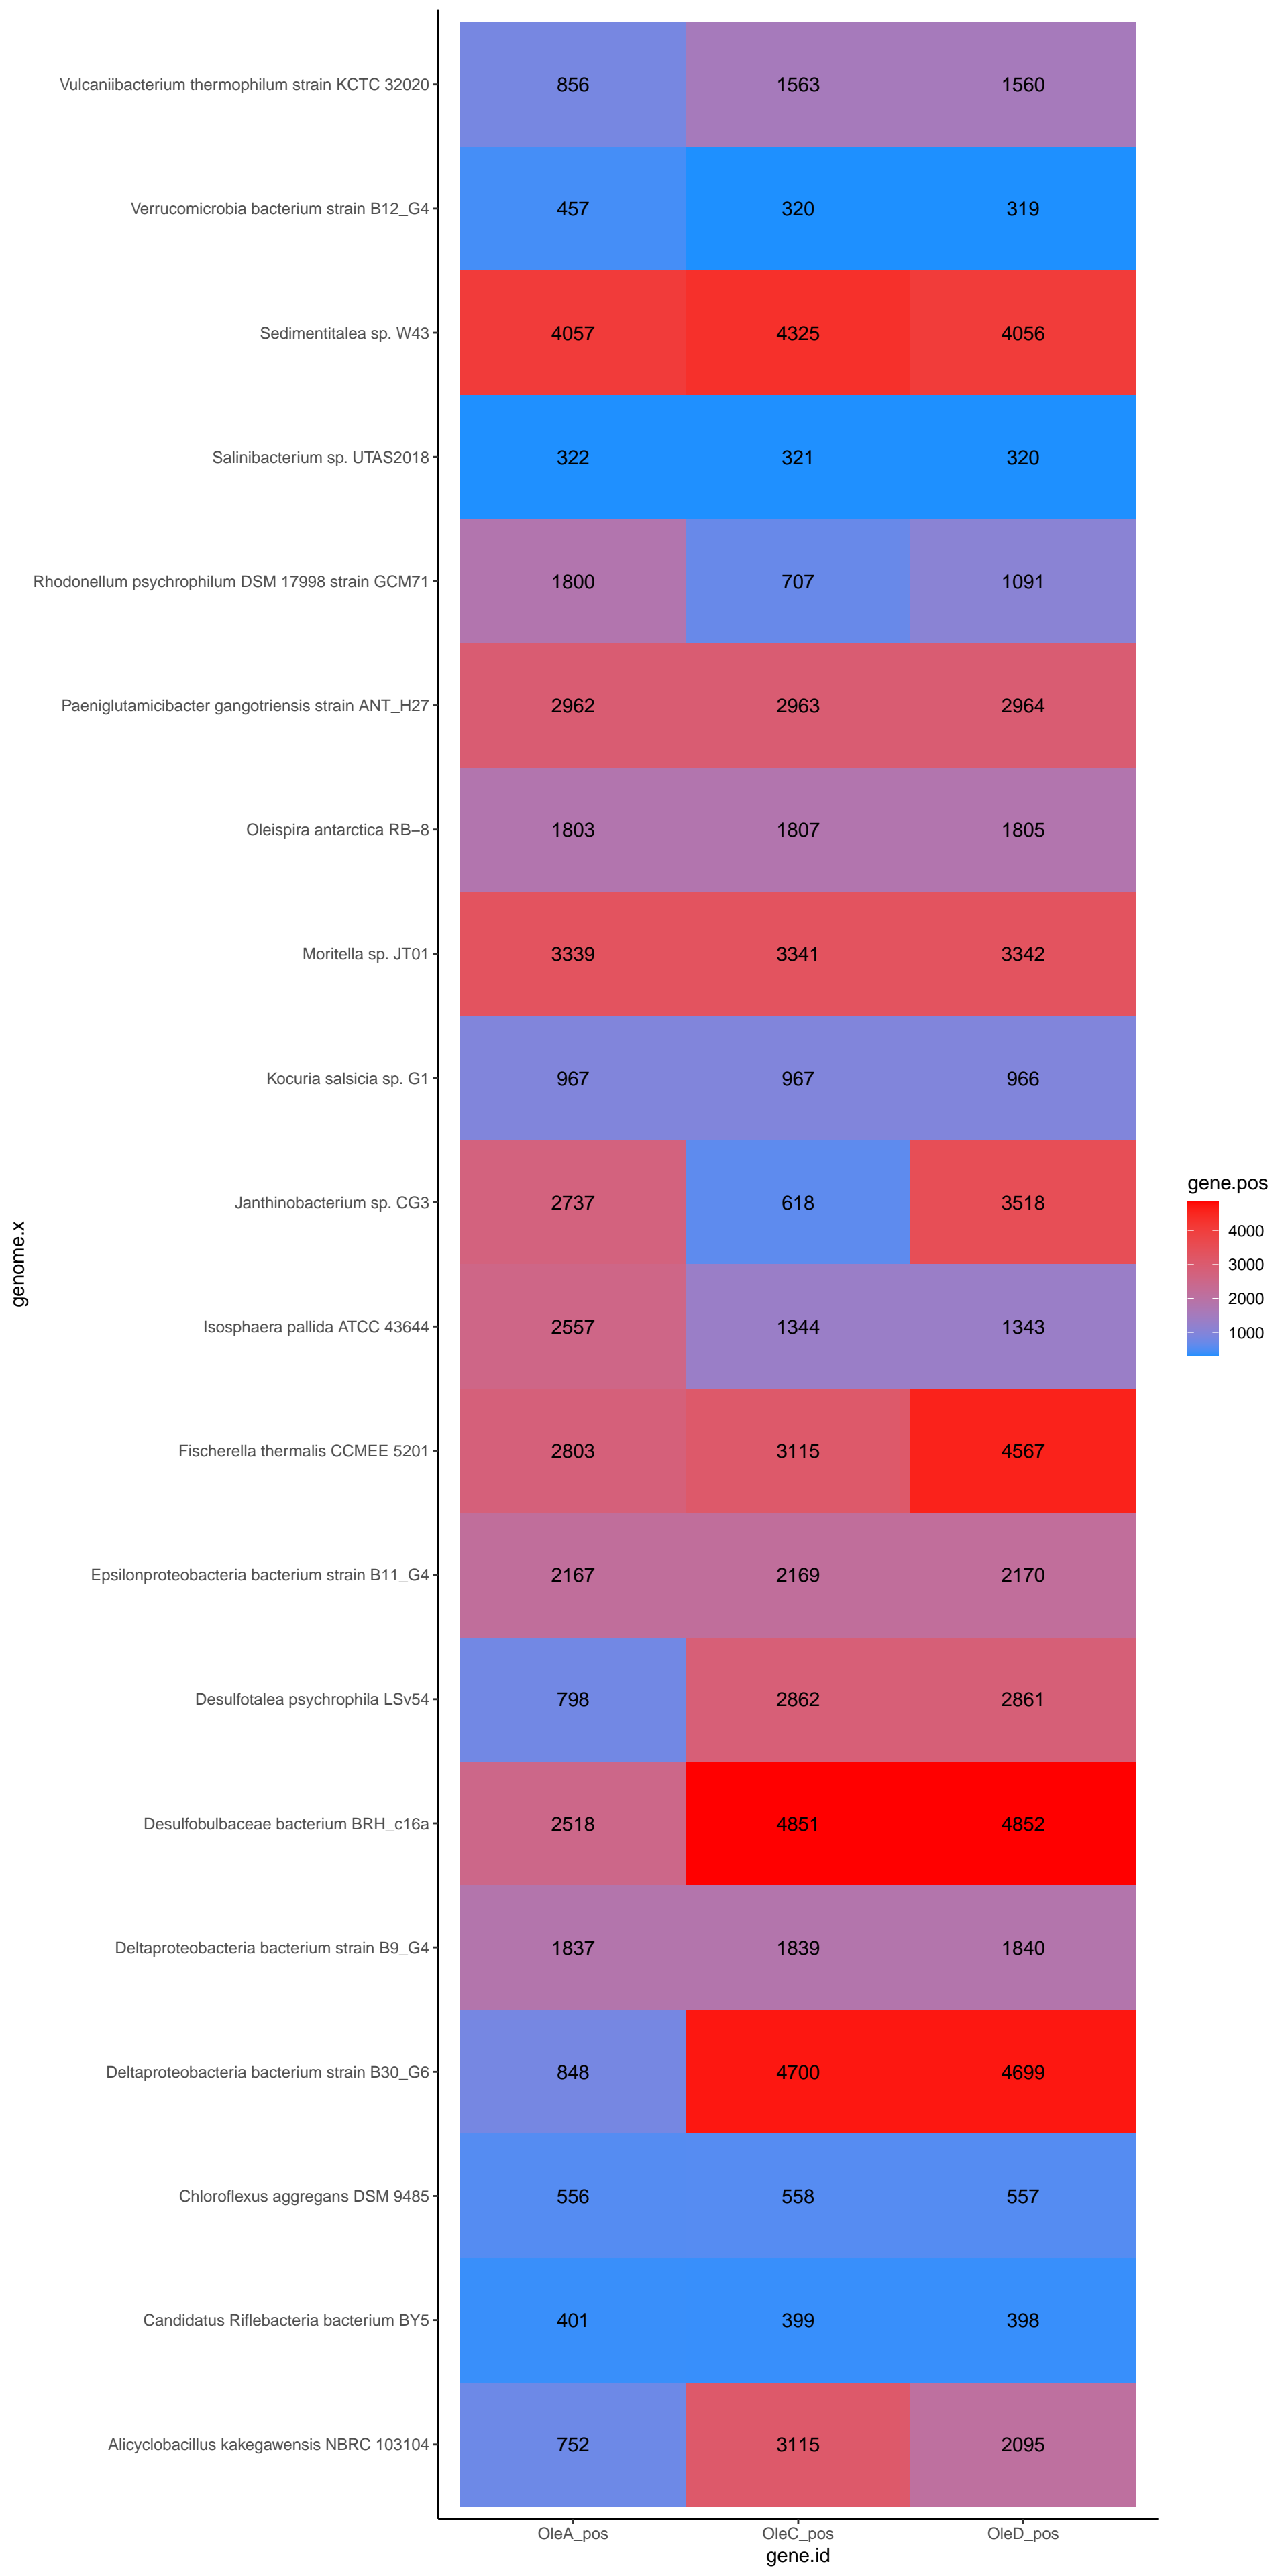 Vulcaniibacterium thermophilum strain KCTC 32020 856 1563 1560
Verrucomicrobia bacterium strain B12_G4 457 320 319
Sedimentitalea sp. W43 4057 4325 4056
Salinibacterium sp. UTAS2018 322 321 320
Rhodonellum psychrophilum DSM 17998 strain GCM71 1800 707 1091
Paeniglutamicibacter gangotriensis strain ANT_H27 2962 2963 2964
Oleispira antarctica RB−8 1803 1807 1805
Moritella sp. JT01 3339 3341 3342
Kocuria salsicia sp. G1 967 967 966
Janthinobacterium sp. CG3 2737 618 3518
Isosphaera pallida ATCC 43644 2557 1344 1343
Fischerella thermalis CCMEE 5201 2803 3115 4567
Epsilonproteobacteria bacterium strain B11_G4 2167 2169 2170
Desulfotalea psychrophila LSv54 798 2862 2861
Desulfobulbaceae bacterium BRH_c16a 2518 4851 4852
Deltaproteobacteria bacterium strain B9_G4 1837 1839 1840
Deltaproteobacteria bacterium strain B30_G6 848 4700 4699
Chloroflexus aggregans DSM 9485 556 558 557
Candidatus Riflebacteria bacterium BY5 401 399 398
Alicyclobacillus kakegawensis NBRC 103104 752 3115 2095
OleA_pos OleC_pos OleD_pos
gene.id
genome.x
gene.pos
4000
3000
2000
1000